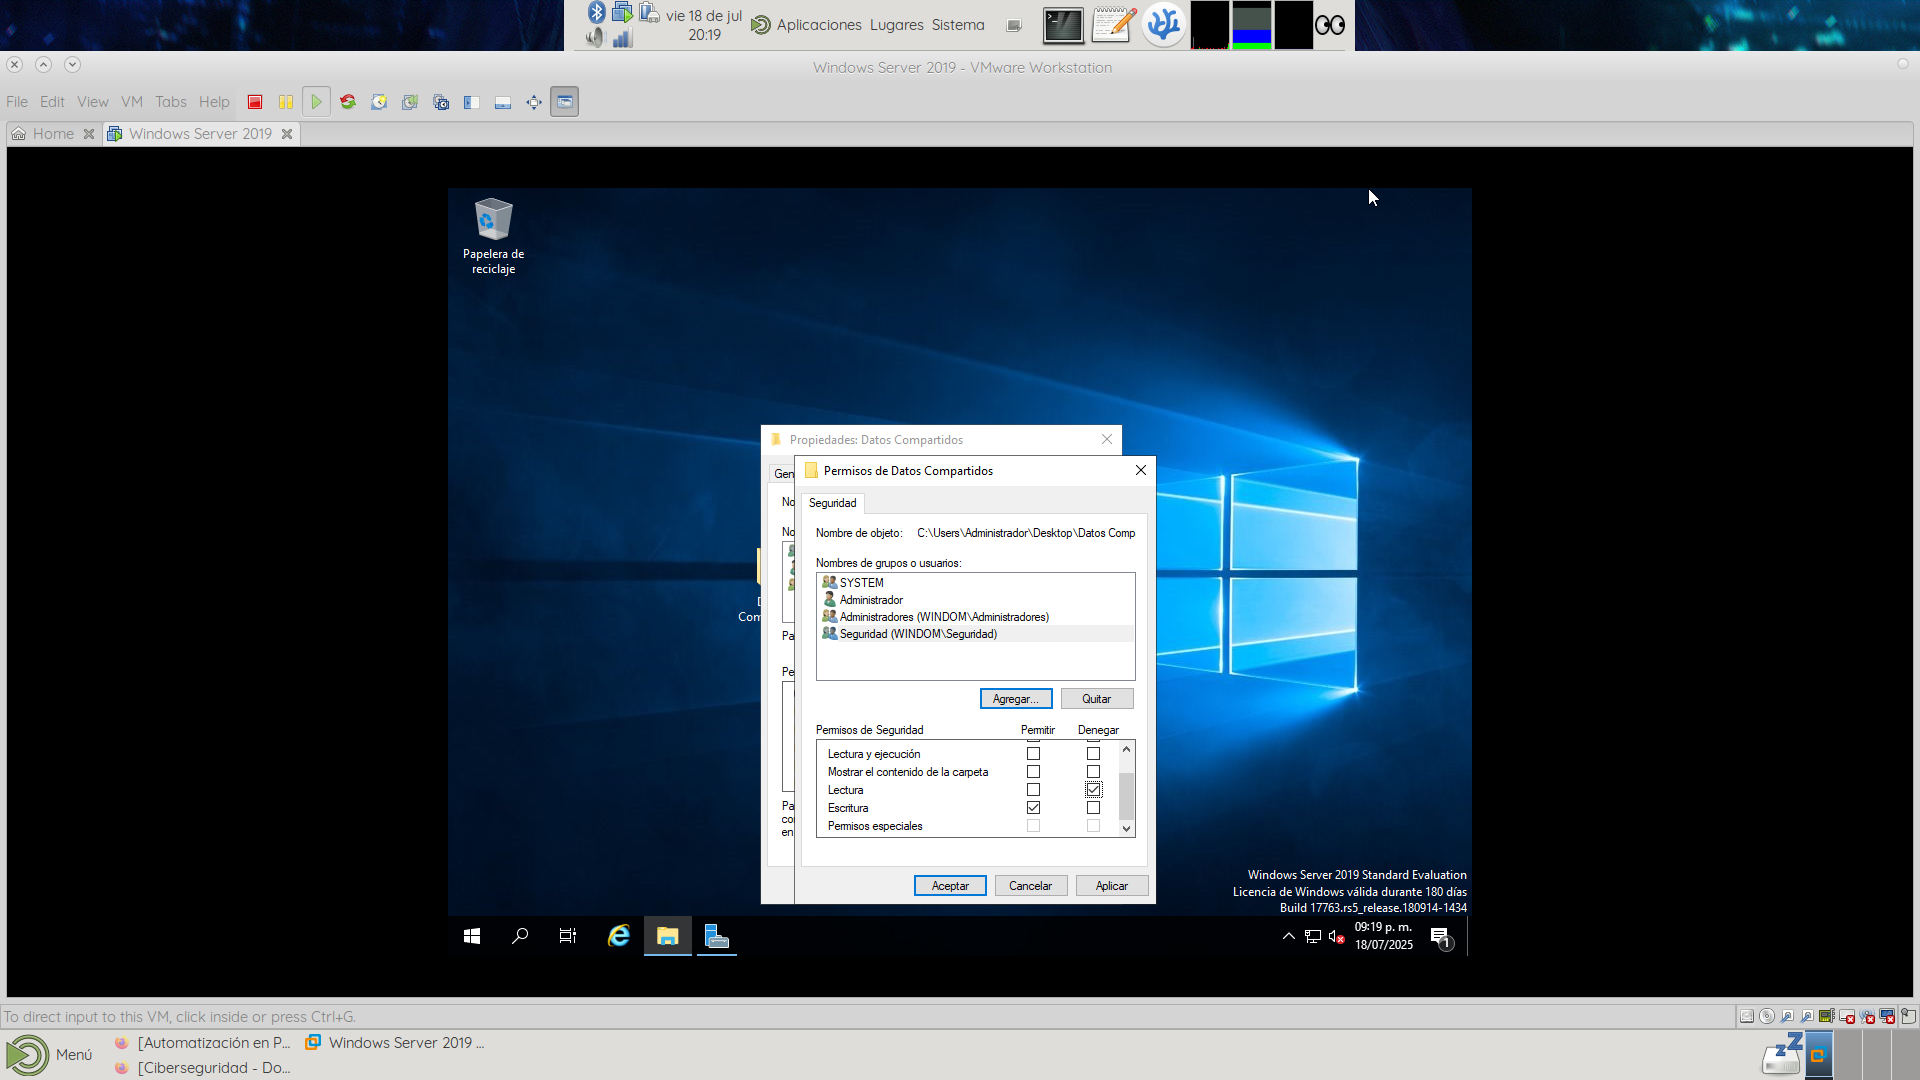 vie 18 de jul
20:19
Aplicaciones Lugares Sistema
Windows Server 2019 - VMware Workstation
File Edit View VM Tabs Help
Home
Windows Server 2019
Papelera de
reciclaje
Propiedades: Datos Compartidos
Gen
No
No
Com
Pa
Pe
Pa
co
en
Permisos de Datos Compartidos
Seguridad
Nombre de objeto: C:\Users\Administrador\Desktop\Datos Comp
Nombres de grupos o usuarios:
SYSTEM
Administrador
Administradores (WINDOM\Administradores)
Seguridad (WINDOM\Seguridad)
Agregar... Quitar
Permisos de Seguridad Permitir Denegar
Lectura y ejecución
Mostrar el contenido de la carpeta
Lectura
Escritura
Permisos especiales
Aceptar Cancelar Aplicar
Windows Server 2019 Standard Evaluation
Licencia de Windows válida durante 180 días
Build 17763.rs5_release.180914-1434
09:19 p. m.
18/07/2025
1
To direct input to this VM, click inside or press Ctrl+G.
Menú
[Automatización en P...
Windows Server 2019 ...
[Ciberseguridad - Do...